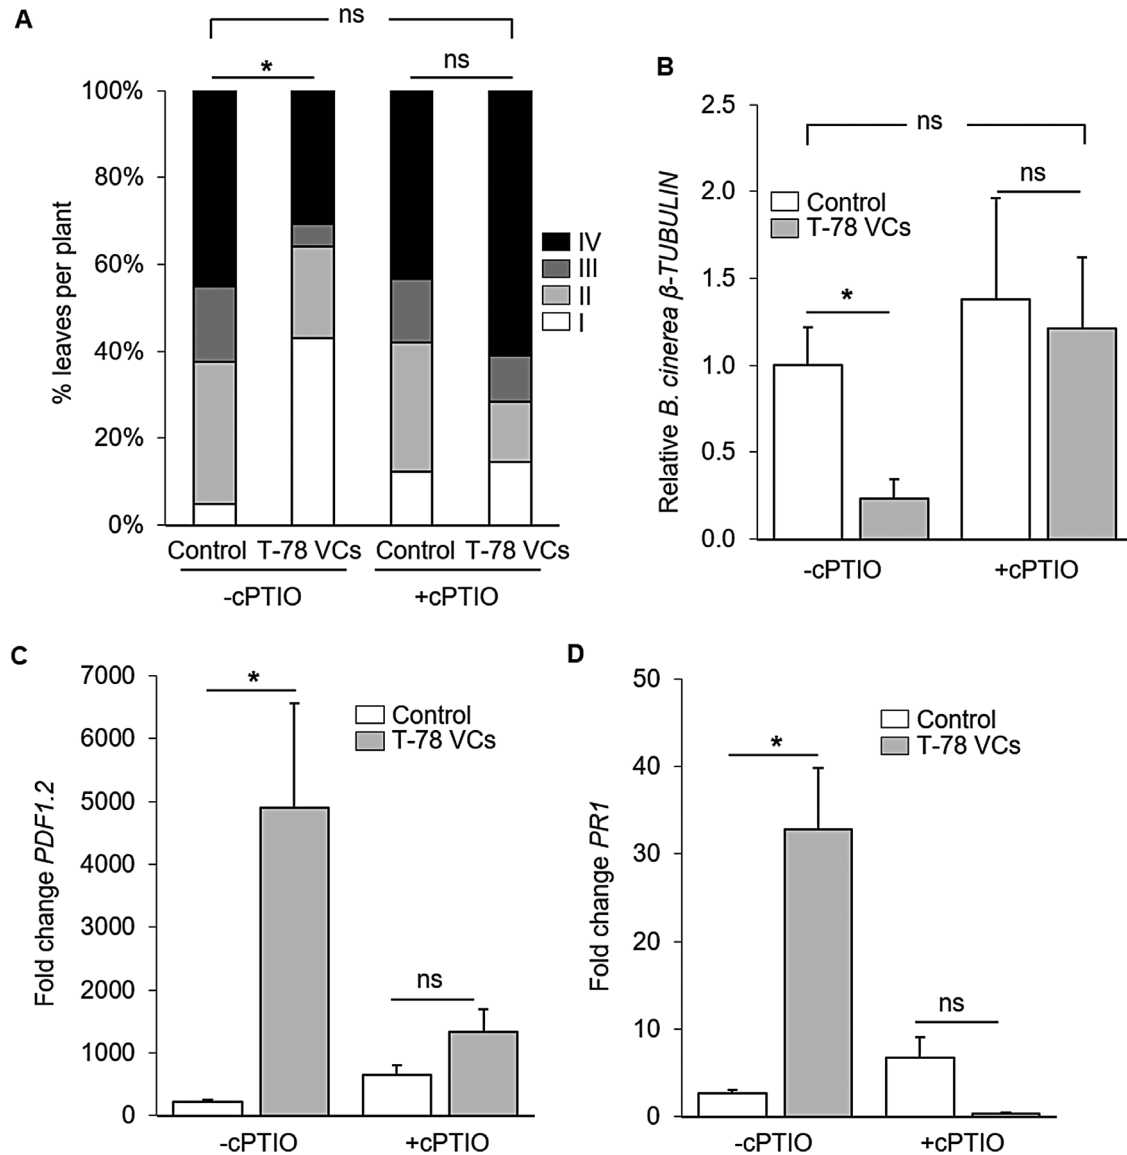 A
ns
*
ns
100%
80%
60%
40%
20%
0%
% leaves per plant
IV
III
II
I
Control T-78 VCs Control T-78 VCs
-cPTIO +cPTIO
B
2.5
2.0
1.5
1.0
0.5
0.0
Relative B. cinerea β-TUBULIN
ns
ns
*
Control
T-78 VCs
-cPTIO +cPTIO
C
7000
6000
5000
4000
3000
2000
1000
0
Fold change PDF1.2
*
Control
T-78 VCs
ns
-cPTIO +cPTIO
D
50
40
30
20
10
0
Fold change PR1
*
Control
T-78 VCs
ns
-cPTIO +cPTIO